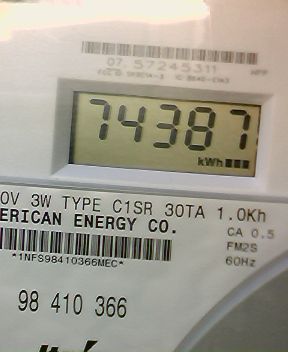 07 57245311
74387
kWh
0V 3W TYPE C1SR 30TA 1.0Kh
ERICAN ENERGY CO.
CA 0.5
FM2S
60Hz
*1NFS98410366MEC*
98 410 366